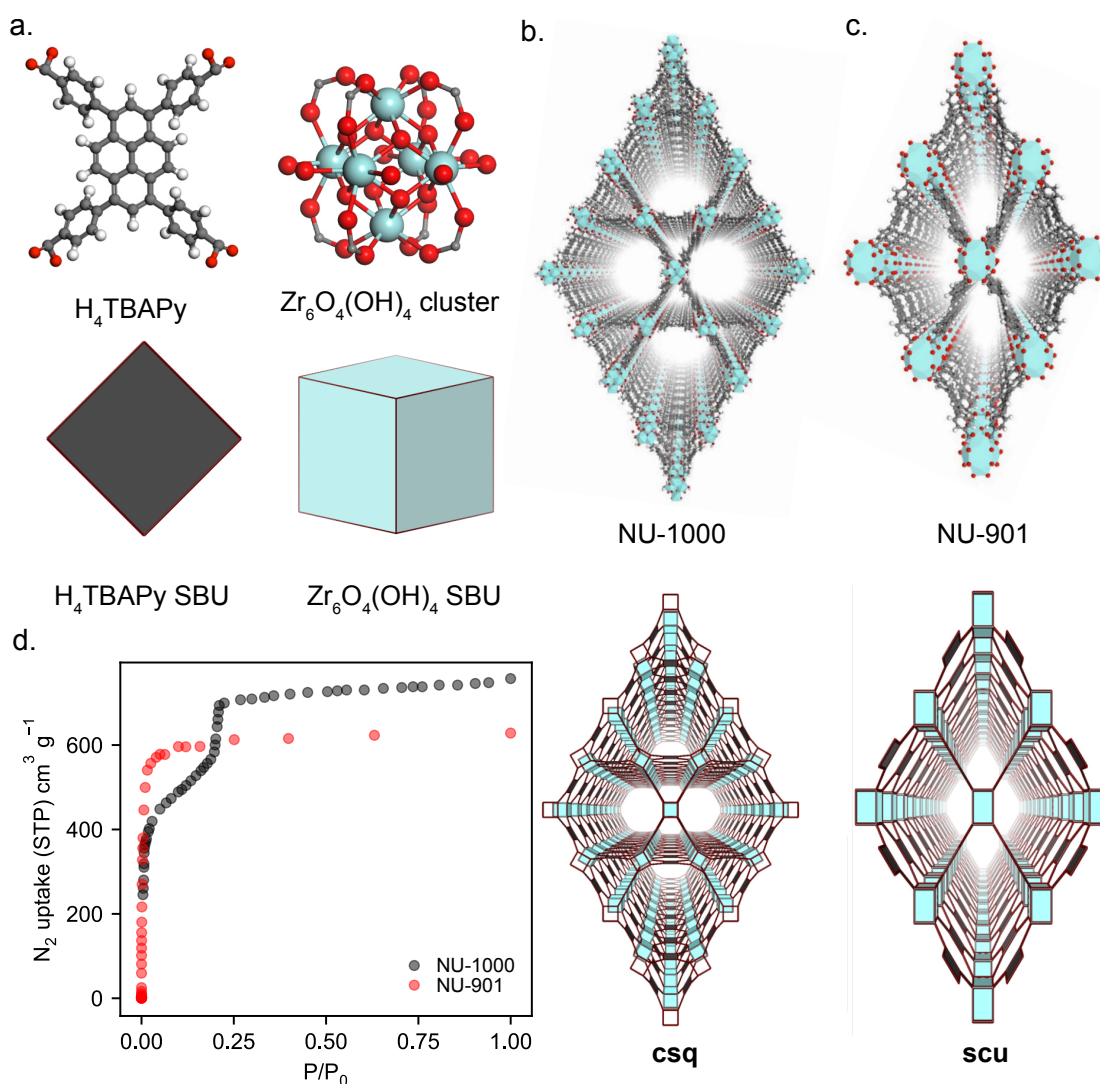 a.
b.
c.
H₄TBAPy
Zr₆O₄(OH)₄ cluster
NU-1000
NU-901
H₄TBAPy SBU
Zr₆O₄(OH)₄ SBU
d.
N₂ uptake (STP) cm³ g⁻¹
600
400
200
0
0.00
0.25
0.50
0.75
1.00
P/P₀
NU-1000
NU-901
csq
scu